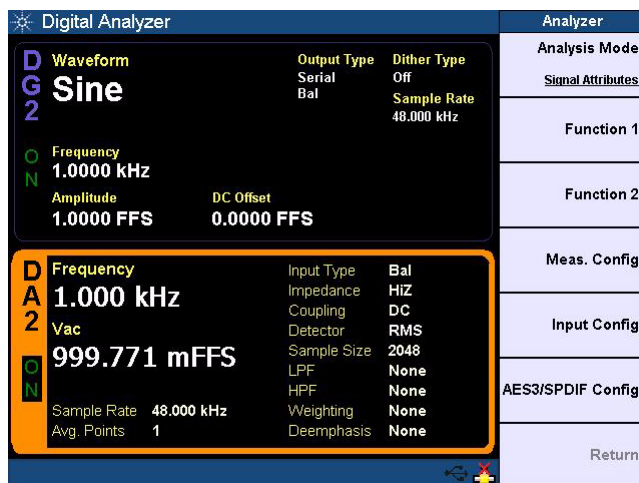 Digital Analyzer
DG2
ON
Waveform
Sine
Output Type
Serial
Bal
Dither Type
Off
Sample Rate
48.000 kHz
Frequency
1.0000 kHz
Amplitude
1.0000 FFS
DC Offset
0.0000 FFS
DA2
ON
Frequency
1.000 kHz
Vac
999.771 mFFS
Sample Rate 48.000 kHz
Avg. Points 1
Input Type Bal
Impedance HiZ
Coupling DC
Detector RMS
Sample Size 2048
LPF None
HPF None
Weighting None
Deemphasis None
Analyzer
Analysis Mode
Signal Attributes
Function 1
Function 2
Meas. Config
Input Config
AES3/SPDIF Config
Return